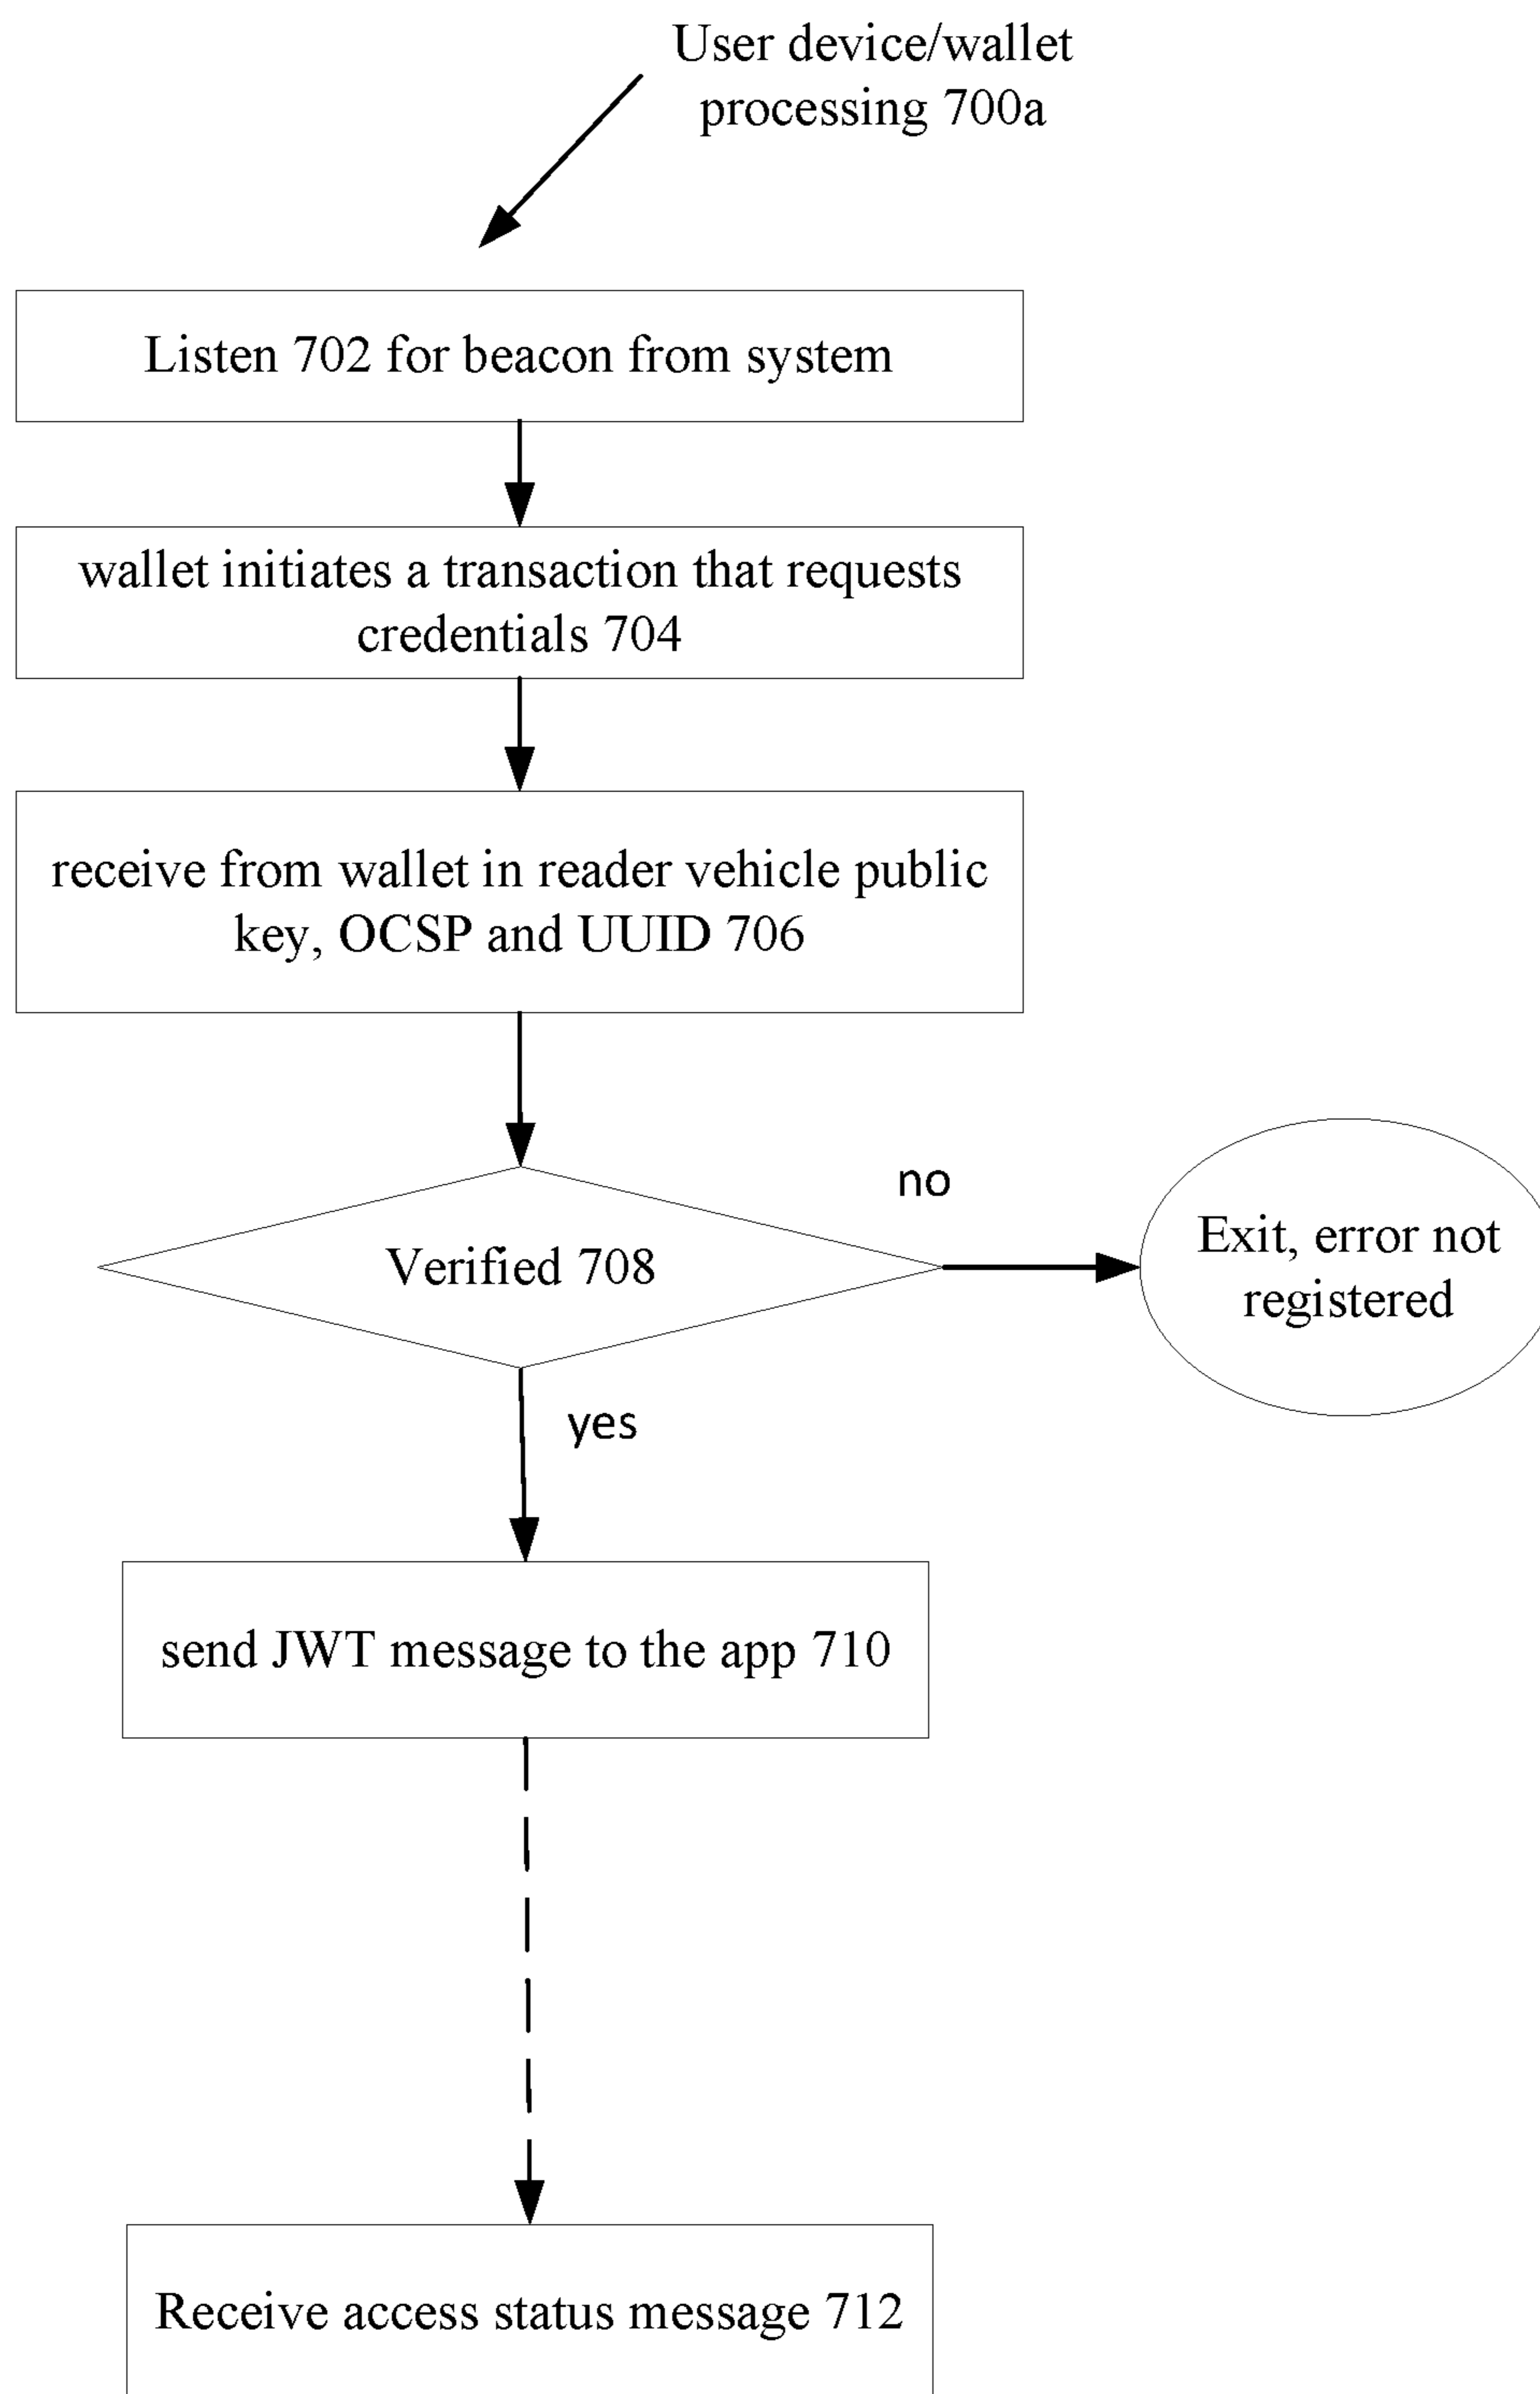 User device/wallet
processing 700a
Listen 702 for beacon from system
wallet initiates a transaction that requests
credentials 704
receive from wallet in reader vehicle public
key, OCSP and UUID 706
Verified 708
no
Exit, error not
registered
yes
send JWT message to the app 710
Receive access status message 712